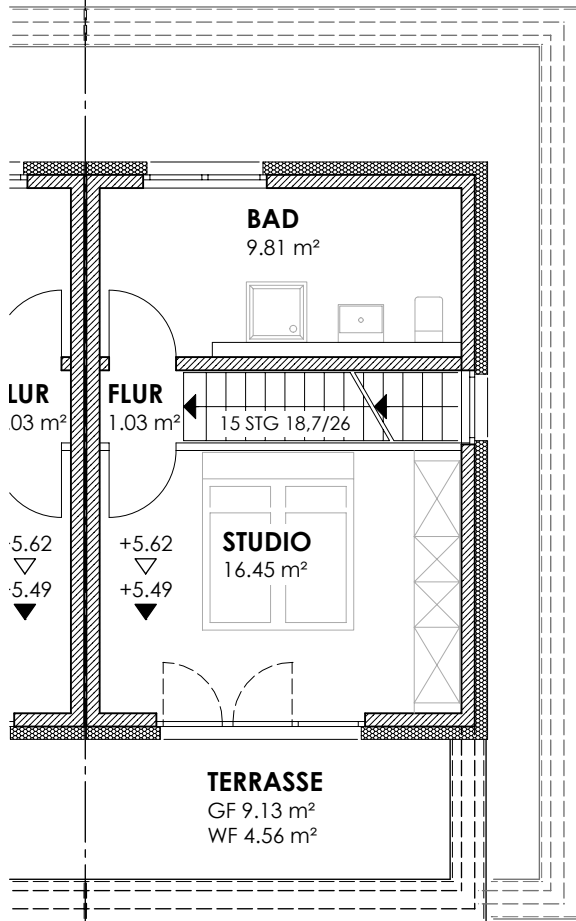 BAD
9.81 m²
LUR
.03 m²
FLUR
1.03 m²
15 STG 18,7/26
5.62
5.49
+5.62
+5.49
STUDIO
16.45 m²
TERRASSE
GF 9.13 m²
WF 4.56 m²